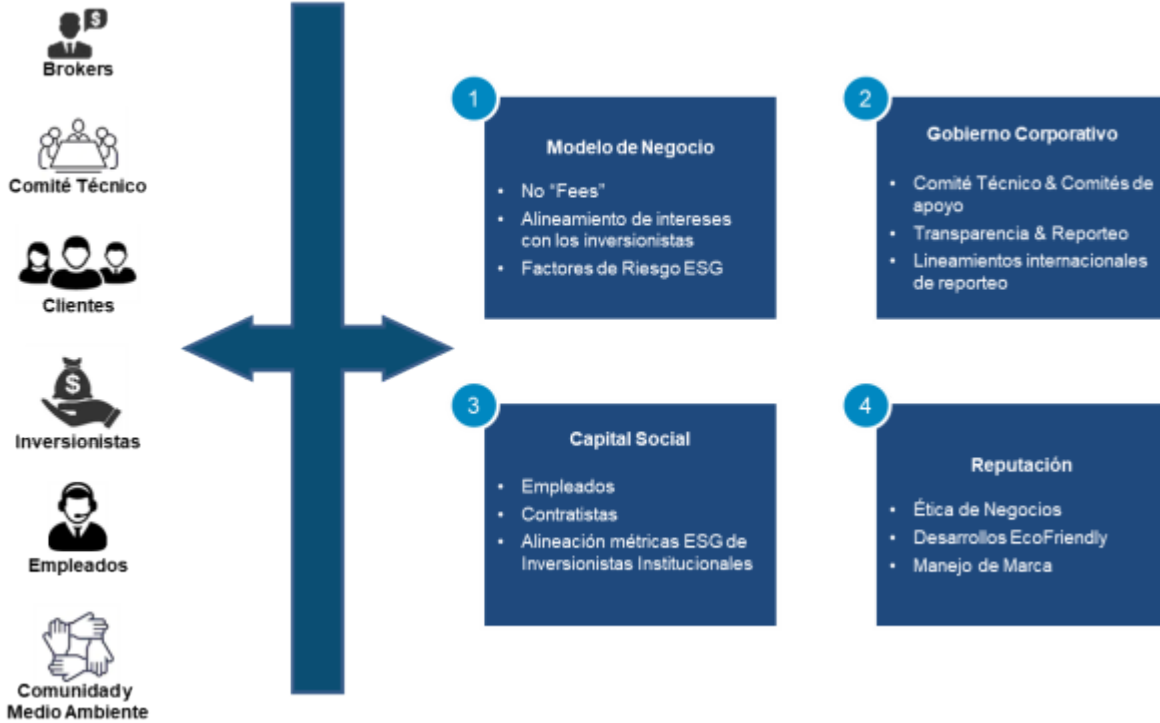 $
Brokers
Comité Técnico
Clientes
$
Inversionistas
Empleados
Comunidady
Medio Ambiente
1
Modelo de Negocio
• No "Fees"
• Alineamiento de intereses
con los inversionistas
• Factores de Riesgo ESG
2
Gobierno Corporativo
• Comité Técnico & Comités de
apoyo
• Transparencia & Reporteo
• Lineamientos internacionales
de reporteo
3
Capital Social
• Empleados
• Contratistas
• Alineación métricas ESG de
Inversionistas Institucionales
4
Reputación
• Ética de Negocios
• Desarrollos EcoFriendly
• Manejo de Marca